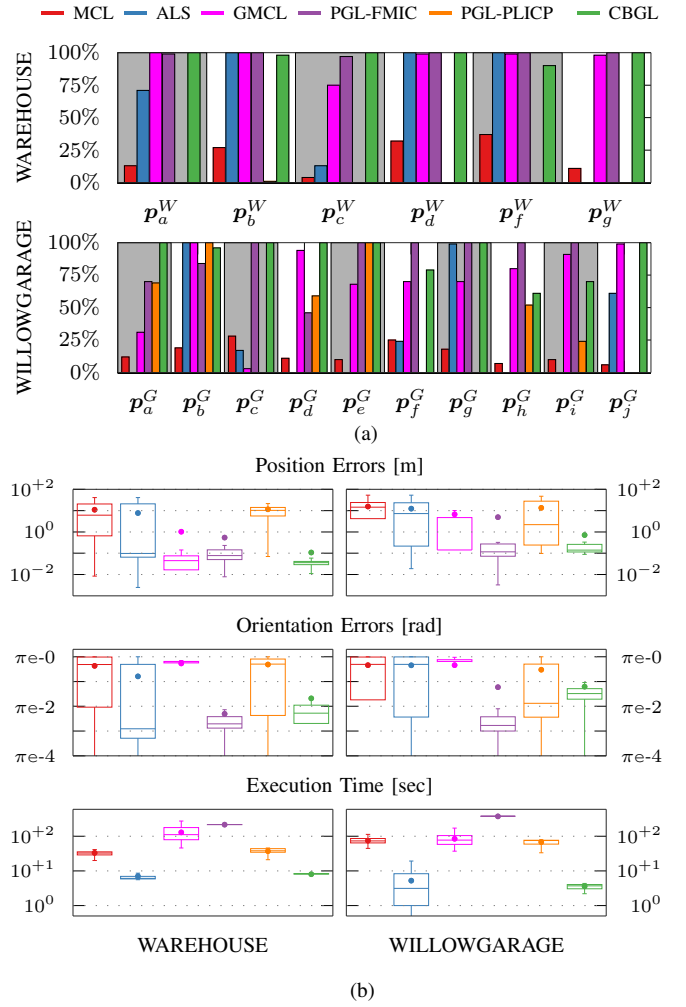 MCL ALS GMCL PGL-FMIC PGL-PLICP CBGL
WAREHOUSE
100%
75%
50%
25%
0%
p_a^W p_b^W p_c^W p_d^W p_f^W p_g^W
WILLOWGARAGE
100%
75%
50%
25%
0%
p_a^G p_b^G p_c^G p_d^G p_e^G p_f^G p_g^G p_h^G p_i^G p_j^G
(a)
Position Errors [m]
10^+2 10^+2
10^0 10^0
10^-2 10^-2
Orientation Errors [rad]
πe-0 πe-0
πe-2 πe-2
πe-4 πe-4
Execution Time [sec]
10^+2 10^+2
10^+1 10^+1
10^0 10^0
WAREHOUSE WILLOWGARAGE
(b)